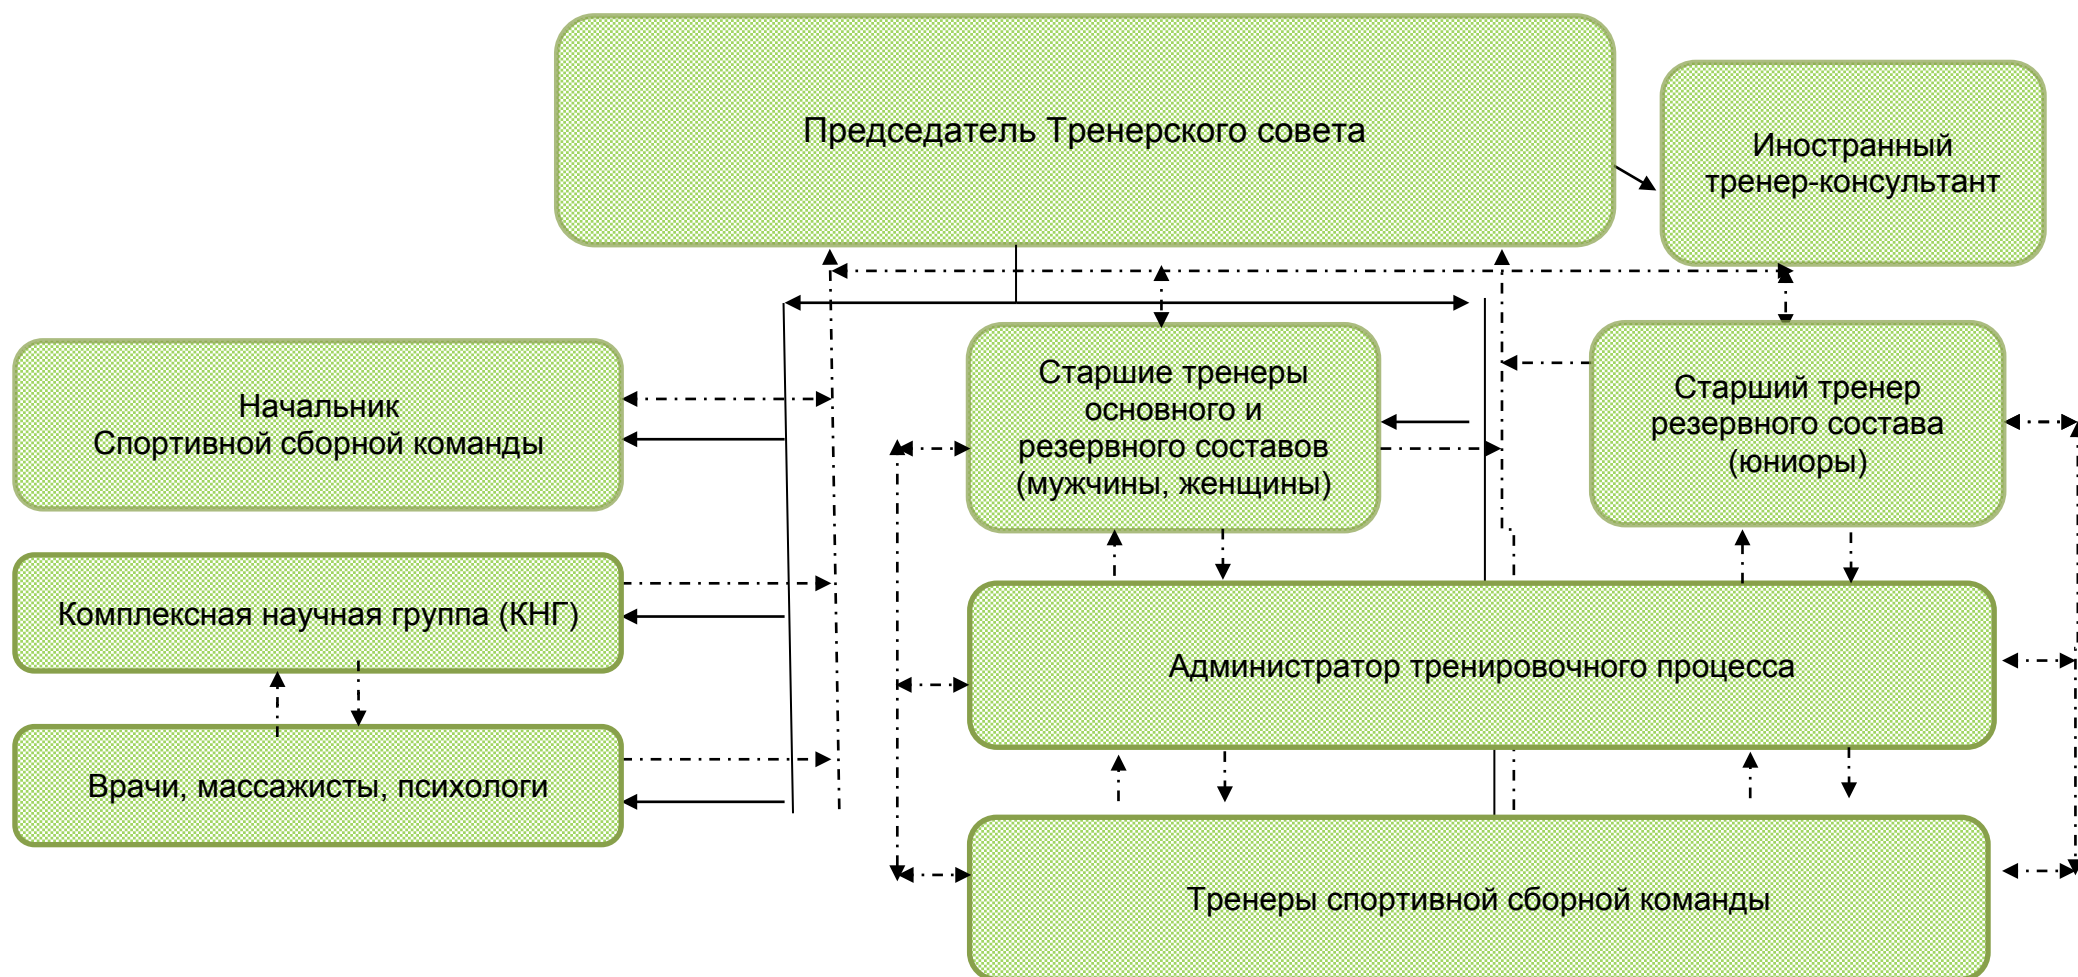 Председатель Тренерского совета
Иностранный
тренер-консультант
Начальник
Спортивной сборной команды
Старшие тренеры
основного и
резервного составов
(мужчины, женщины)
Старший тренер
резервного состава
(юниоры)
Комплексная научная группа (КНГ)
Администратор тренировочного процесса
Врачи, массажисты, психологи
Тренеры спортивной сборной команды